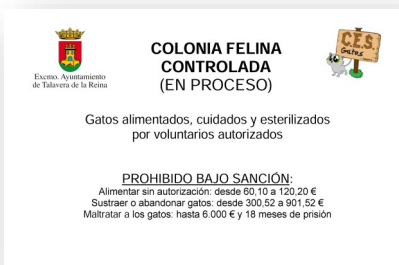 C.E.S.
Gatos
Excmo. Ayuntamiento
de Talavera de la Reina
COLONIA FELINA
CONTROLADA
(EN PROCESO)
Gatos alimentados, cuidados y esterilizados
por voluntarios autorizados
PROHIBIDO BAJO SANCIÓN:
Alimentar sin autorización: desde 60,10 a 120,20 €
Sustraer o abandonar gatos: desde 300,52 a 901,52 €
Maltratar a los gatos: hasta 6.000 € y 18 meses de prisión